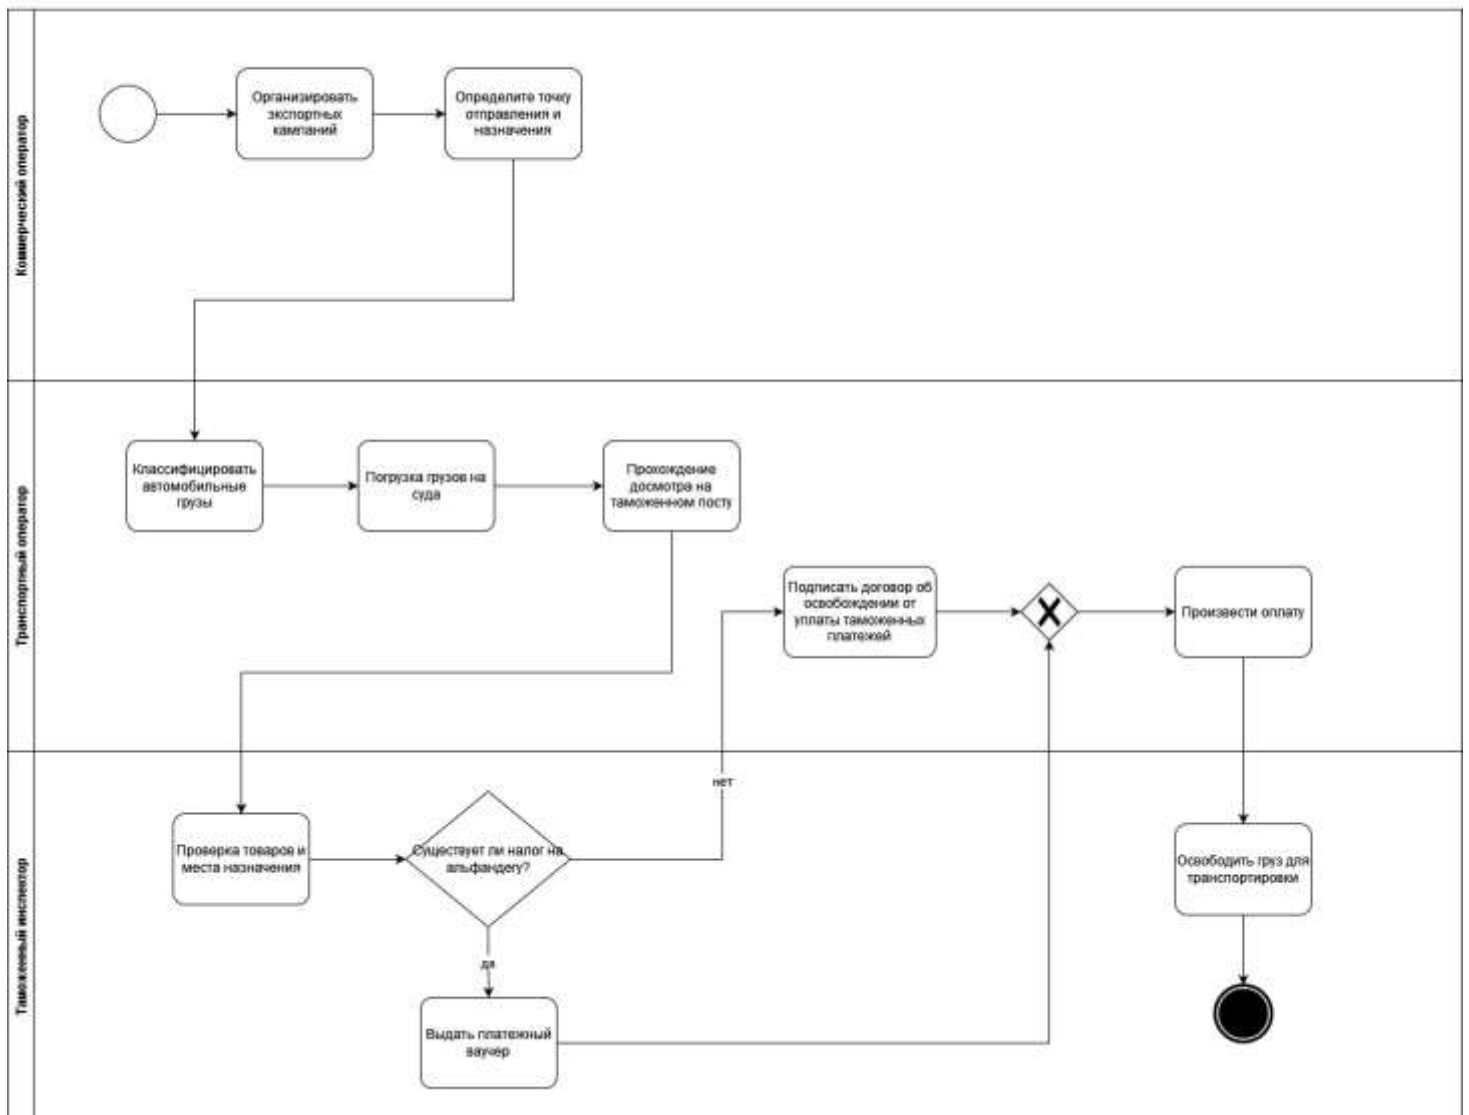 Коммерческий оператор
Организировать
экспортных
кампаний
Определите точку
отправления и
назначения
Транспортный оператор
Классифицировать
автомобильные
грузы
Погрузка грузов на
суда
Прохождение
досмотра на
таможенном посту
Подписать договор об
освобождении от
уплаты таможенных
платежей
X
Произвести оплату
Таможенный инспектор
Проверка товаров и
места назначения
Существует ли налог на
альфандегу?
нет
да
Выдать платежный
ваучер
Освободить груз для
транспортировки